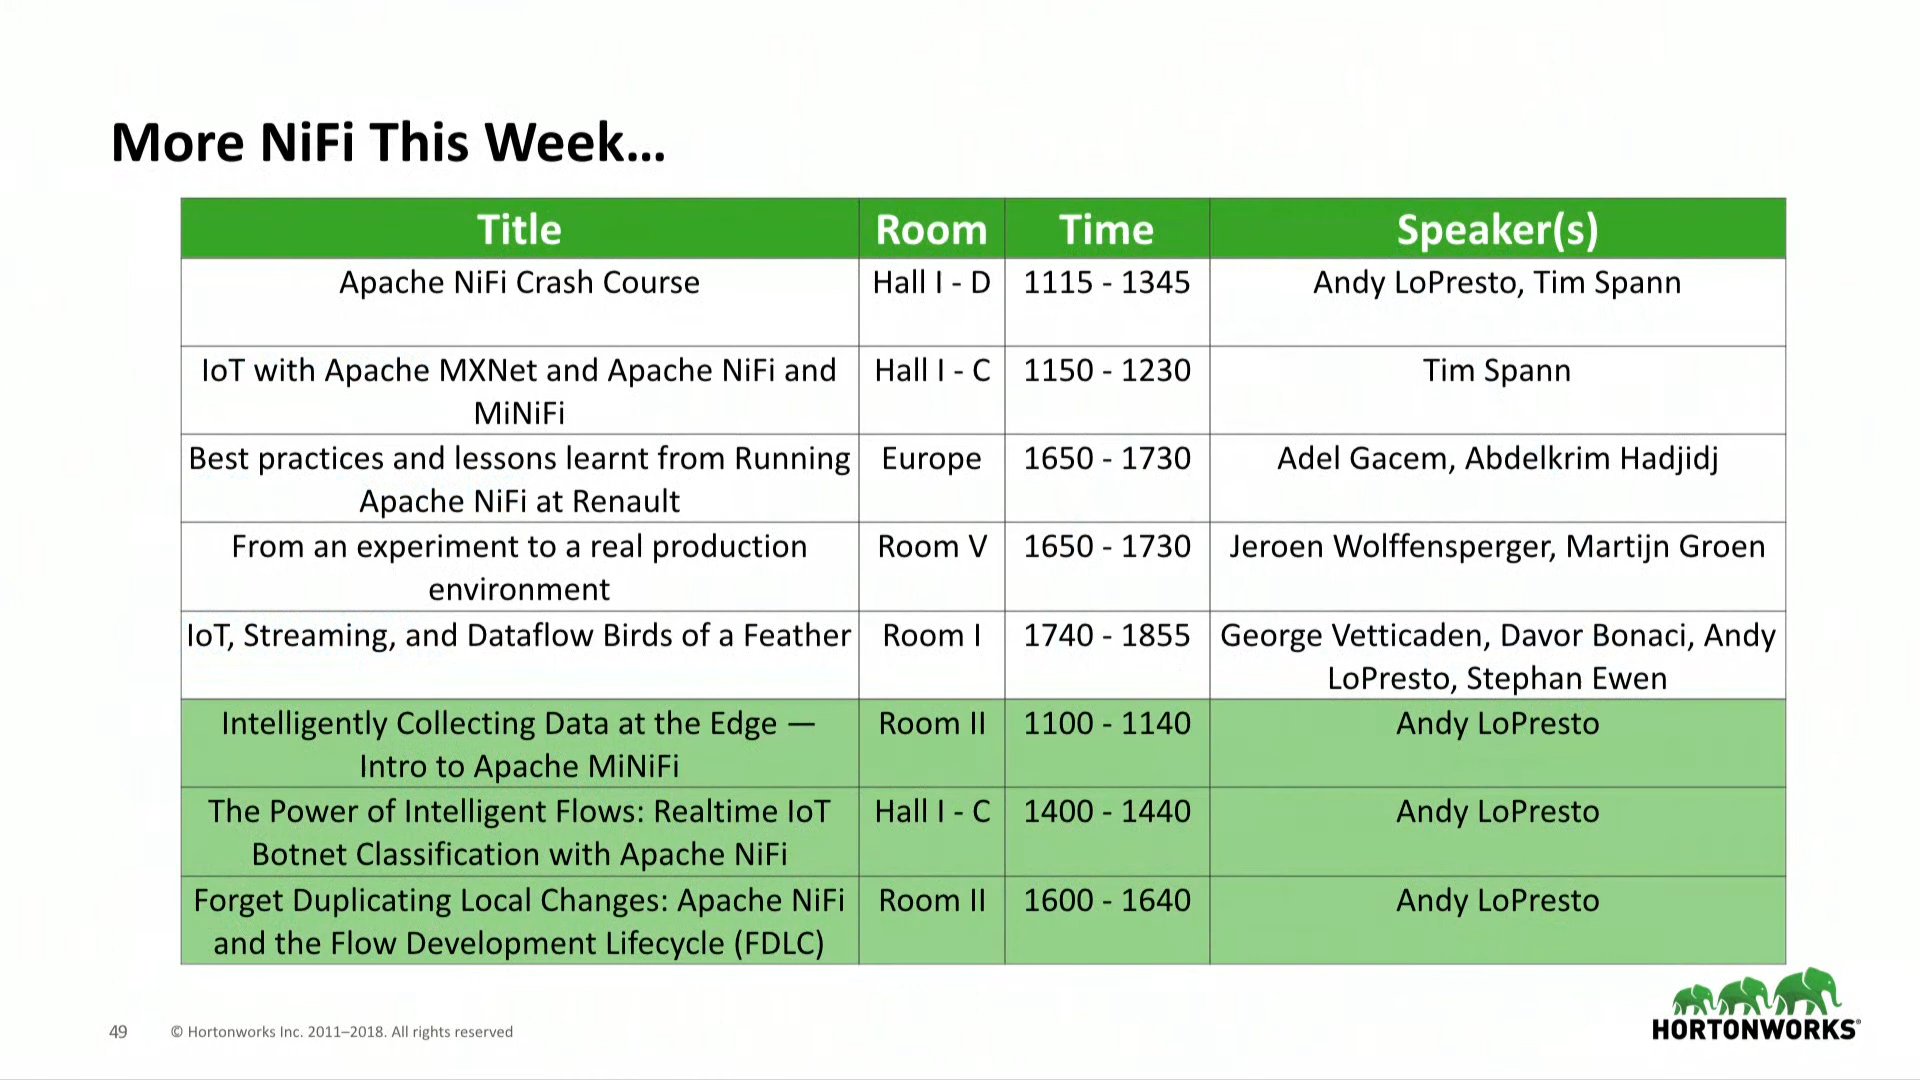 More NiFi This Week…
Title Room Time Speaker(s)
Apache NiFi Crash Course Hall I - D 1115 - 1345 Andy LoPresto, Tim Spann
IoT with Apache MXNet and Apache NiFi and Hall I - C 1150 - 1230 Tim Spann
MiNiFi
Best practices and lessons learnt from Running Europe 1650 - 1730 Adel Gacem, Abdelkrim Hadjidj
Apache NiFi at Renault
From an experiment to a real production Room V 1650 - 1730 Jeroen Wolffensperger, Martijn Groen
environment
IoT, Streaming, and Dataflow Birds of a Feather Room I 1740 - 1855 George Vetticaden, Davor Bonaci, Andy
LoPresto, Stephan Ewen
Intelligently Collecting Data at the Edge — Room II 1100 - 1140 Andy LoPresto
Intro to Apache MiNiFi
The Power of Intelligent Flows: Realtime IoT Hall I - C 1400 - 1440 Andy LoPresto
Botnet Classification with Apache NiFi
Forget Duplicating Local Changes: Apache NiFi Room II 1600 - 1640 Andy LoPresto
and the Flow Development Lifecycle (FDLC)
49 © Hortonworks Inc. 2011–2018. All rights reserved
HORTONWORKS®